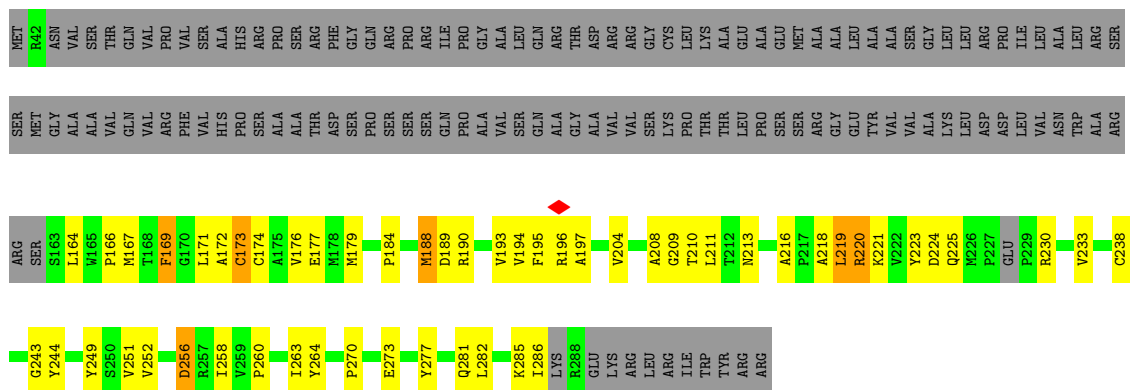 MET R42 ASN VAL SER THR GLN VAL PRO VAL SER ALA HIS ARG PRO SER ARG PHE GLY GLN ARG PRO ARG ILE PRO GLY ALA LEU GLN ARG THR ASP ARG ARG GLY CYS LEU LYS ALA GLU ALA GLU MET ALA ALA LEU ALA ALA SER GLY LEU LEU ARG PRO ILE LEU ALA LEU ARG SER
SER MET GLY ALA ALA VAL GLN VAL ARG PHE VAL HIS PRO SER ALA ALA THR ASP SER PRO SER SER SER GLN PRO ALA VAL SER GLN ALA GLY ALA VAL VAL SER LYS PRO THR THR LEU PRO SER SER ARG GLY GLU TYR VAL VAL ALA LYS LEU ASP ASP LEU VAL ASN TRP ALA ARG
ARG SER S163 L164 W165 P166 M167 T168 F169 G170 L171 A172 C173 C174 A175 V176 E177 M178 M179 P184 M188 D189 R190 V193 V194 F195 R196 A197 V204 A208 G209 T210 L211 T212 N213 A216 P217 A218 L219 R220 K221 V222 Y223 D224 Q225 M226 P227 GLU P229 R230 V233 C238
G243 Y244 Y249 S250 V251 V252 D256 R257 I258 V259 P260 I263 Y264 P270 E273 Y277 Q281 L282 K285 I286 LYS R288 GLU LYS ARG LEU ARG ILE TRP TYR ARG ARG